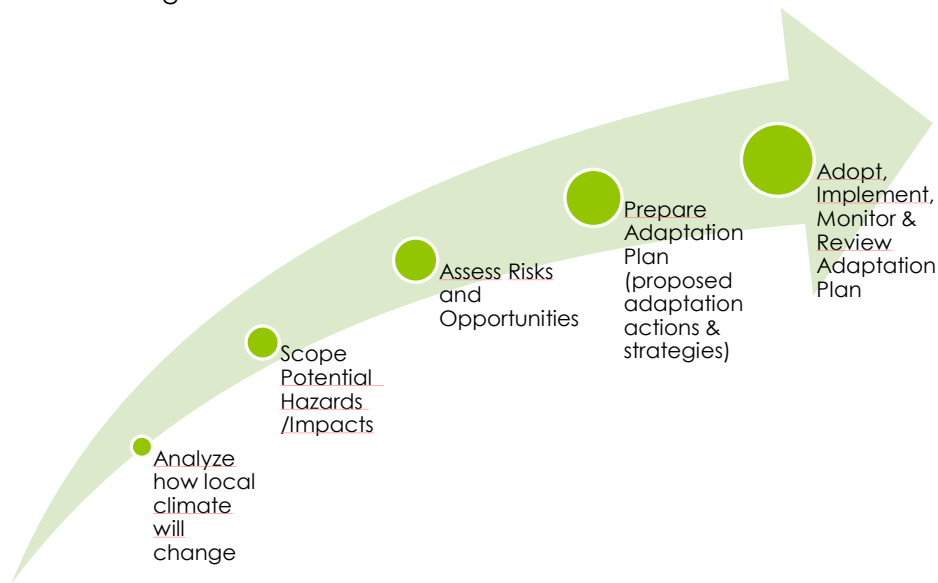 Analyze
how local
climate
will
change
Scope
Potential
Hazards
/Impacts
Assess Risks
and
Opportunities
Prepare
Adaptation
Plan
(proposed
adaptation
actions &
strategies)
Adopt,
Implement,
Monitor &
Review
Adaptation
Plan